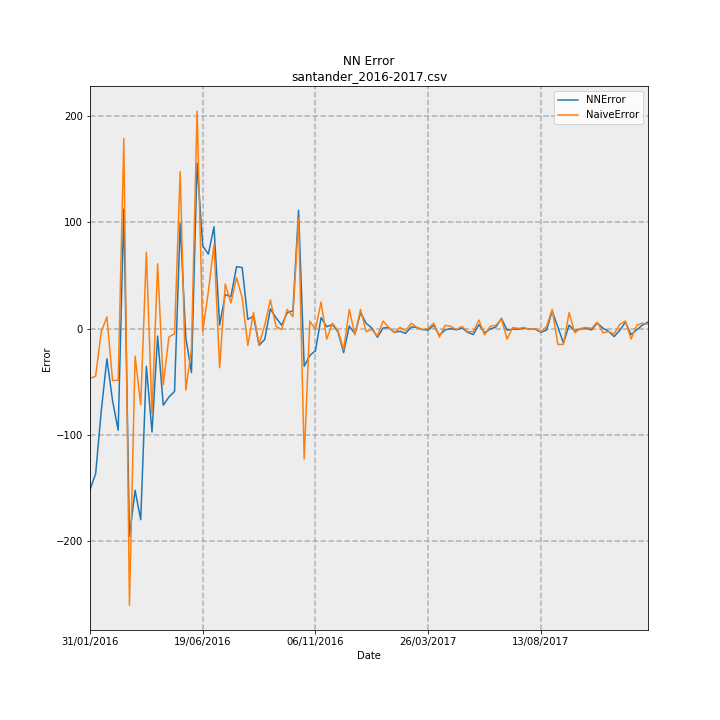 NN Error
santander_2016-2017.csv
NNError
NaiveError
200
100
0
−100
−200
Error
31/01/2016 19/06/2016 06/11/2016 26/03/2017 13/08/2017
Date